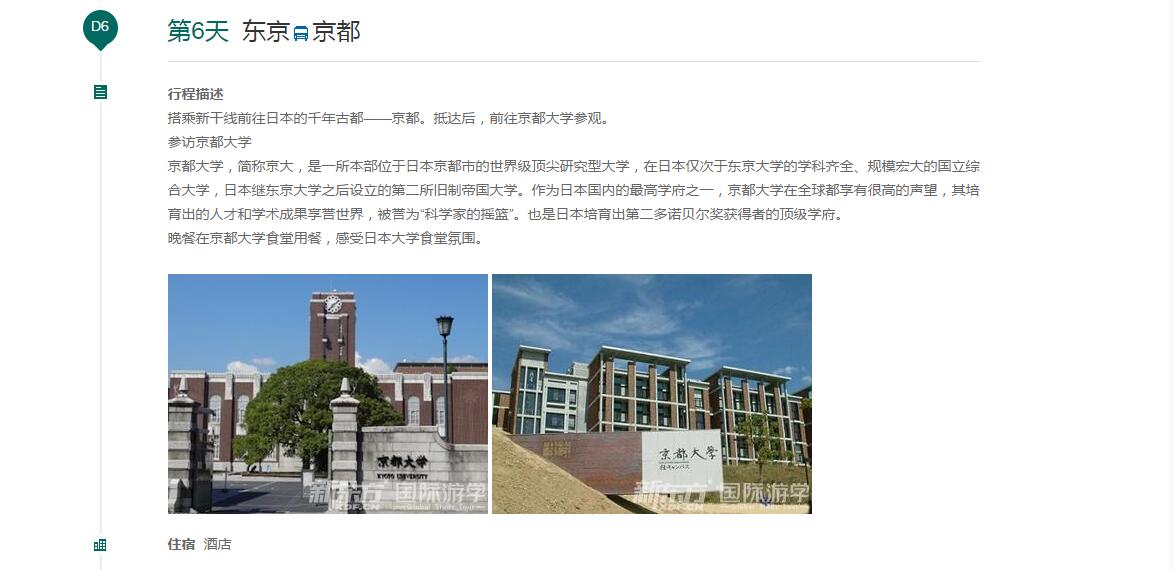 D6
第6天 东京 京都
行程描述
搭乘新干线前往日本的千年古都——京都。抵达后，前往京都大学参观。
参访京都大学
京都大学，简称京大，是一所本部位于日本京都市的世界级顶尖研究型大学，在日本仅次于东京大学的学科齐全、规模宏大的国立综
合大学，日本继东京大学之后设立的第二所旧制帝国大学。作为日本国内的最高学府之一，京都大学在全球都享有很高的声望，其培
育出的人才和学术成果享誉世界，被誉为“科学家的摇篮”。也是日本培育出第二多诺贝尔奖获得者的顶级学府。
晚餐在京都大学食堂用餐，感受日本大学食堂氛围。
京都大学
KYOTO UNIVERSITY
新东方 国际游学
XDF.CN Global Study Tour
京都大學
桂キャンパス
新东方 国际游学
XDF.CN Global Study Tour
住宿 酒店